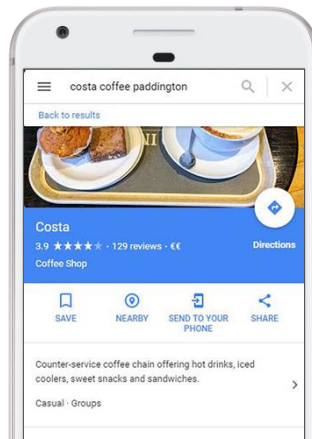 costa coffee paddington
Back to results
Costa
3.9 ★★★★★ · 129 reviews · €€
Directions
Coffee Shop
SAVE
NEARBY
SEND TO YOUR
PHONE
SHARE
Counter-service coffee chain offering hot drinks, iced
coolers, sweet snacks and sandwiches.
Casual · Groups